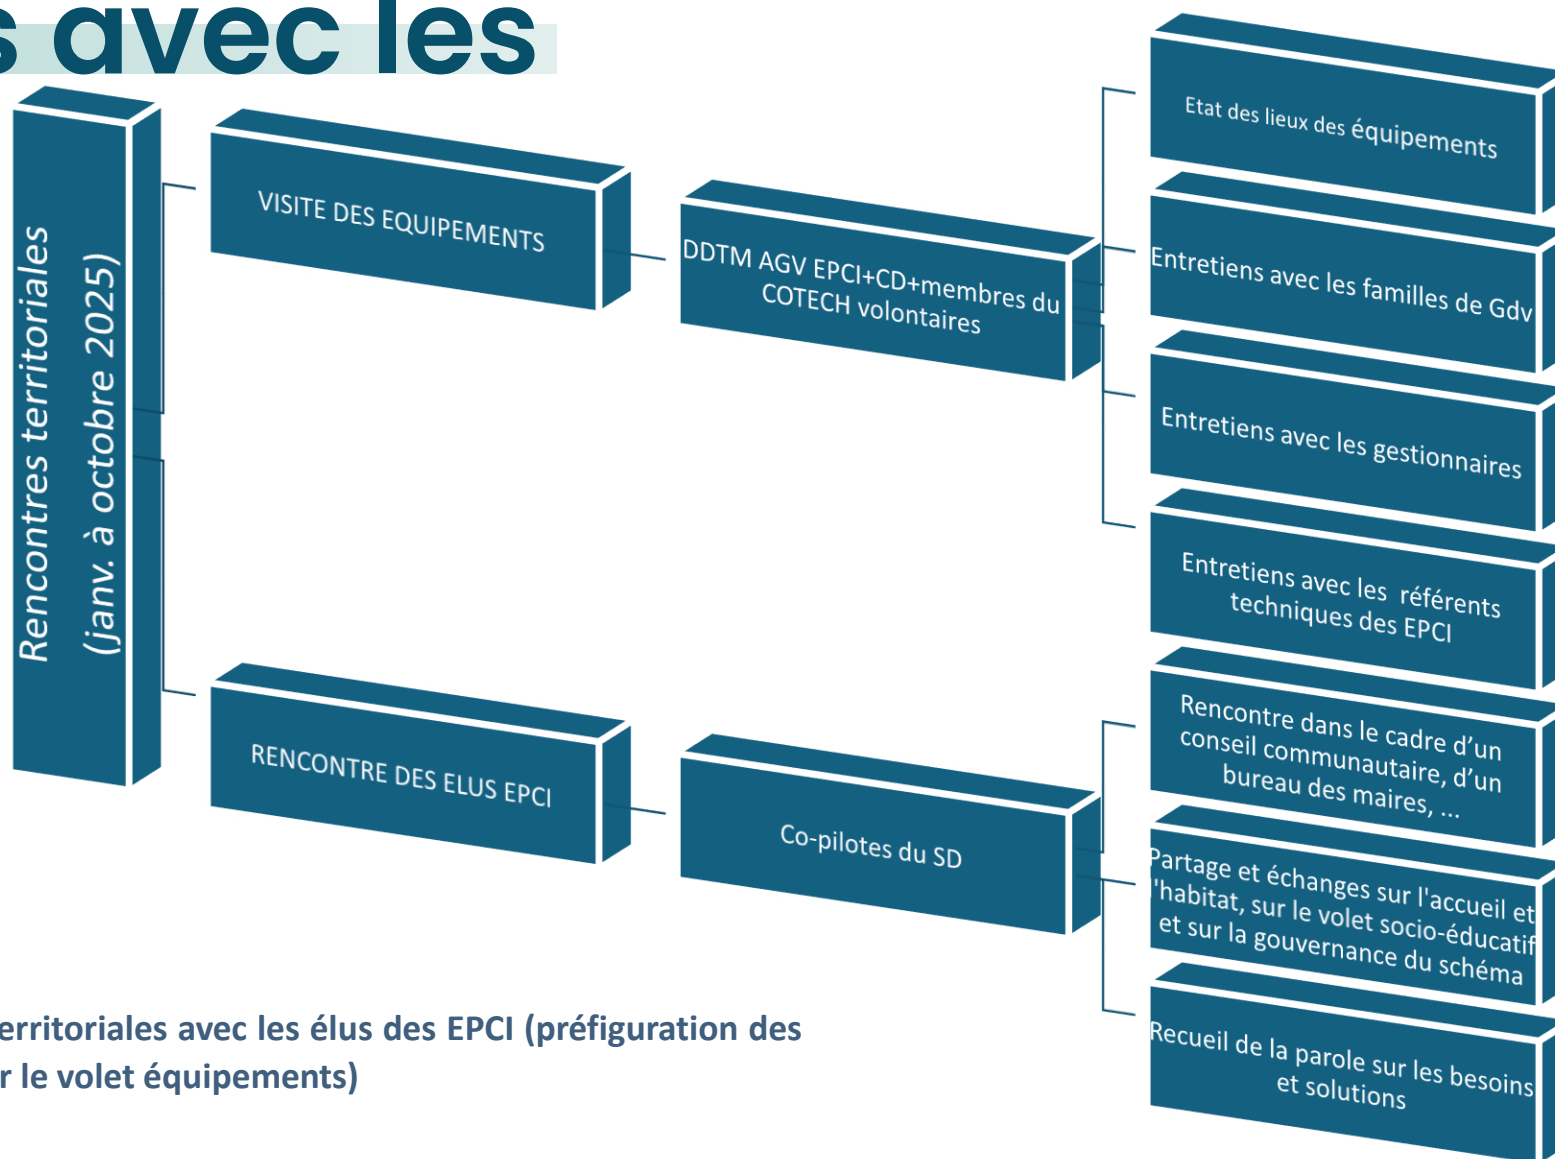 s avec les
Rencontres territoriales
(janv. à octobre 2025)
VISITE DES EQUIPEMENTS
DDTM AGV EPCI+CD+membres du
COTECH volontaires
Etat des lieux des équipements
Entretiens avec les familles de Gdv
Entretiens avec les gestionnaires
Entretiens avec les référents
techniques des EPCI
RENCONTRE DES ELUS EPCI
Co-pilotes du SD
Rencontre dans le cadre d’un
conseil communautaire, d’un
bureau des maires, ...
Partage et échanges sur l'accueil et
l'habitat, sur le volet socio-éducatif
et sur la gouvernance du schéma
Recueil de la parole sur les besoins
et solutions
erritoriales avec les élus des EPCI (préfiguration des
r le volet équipements)